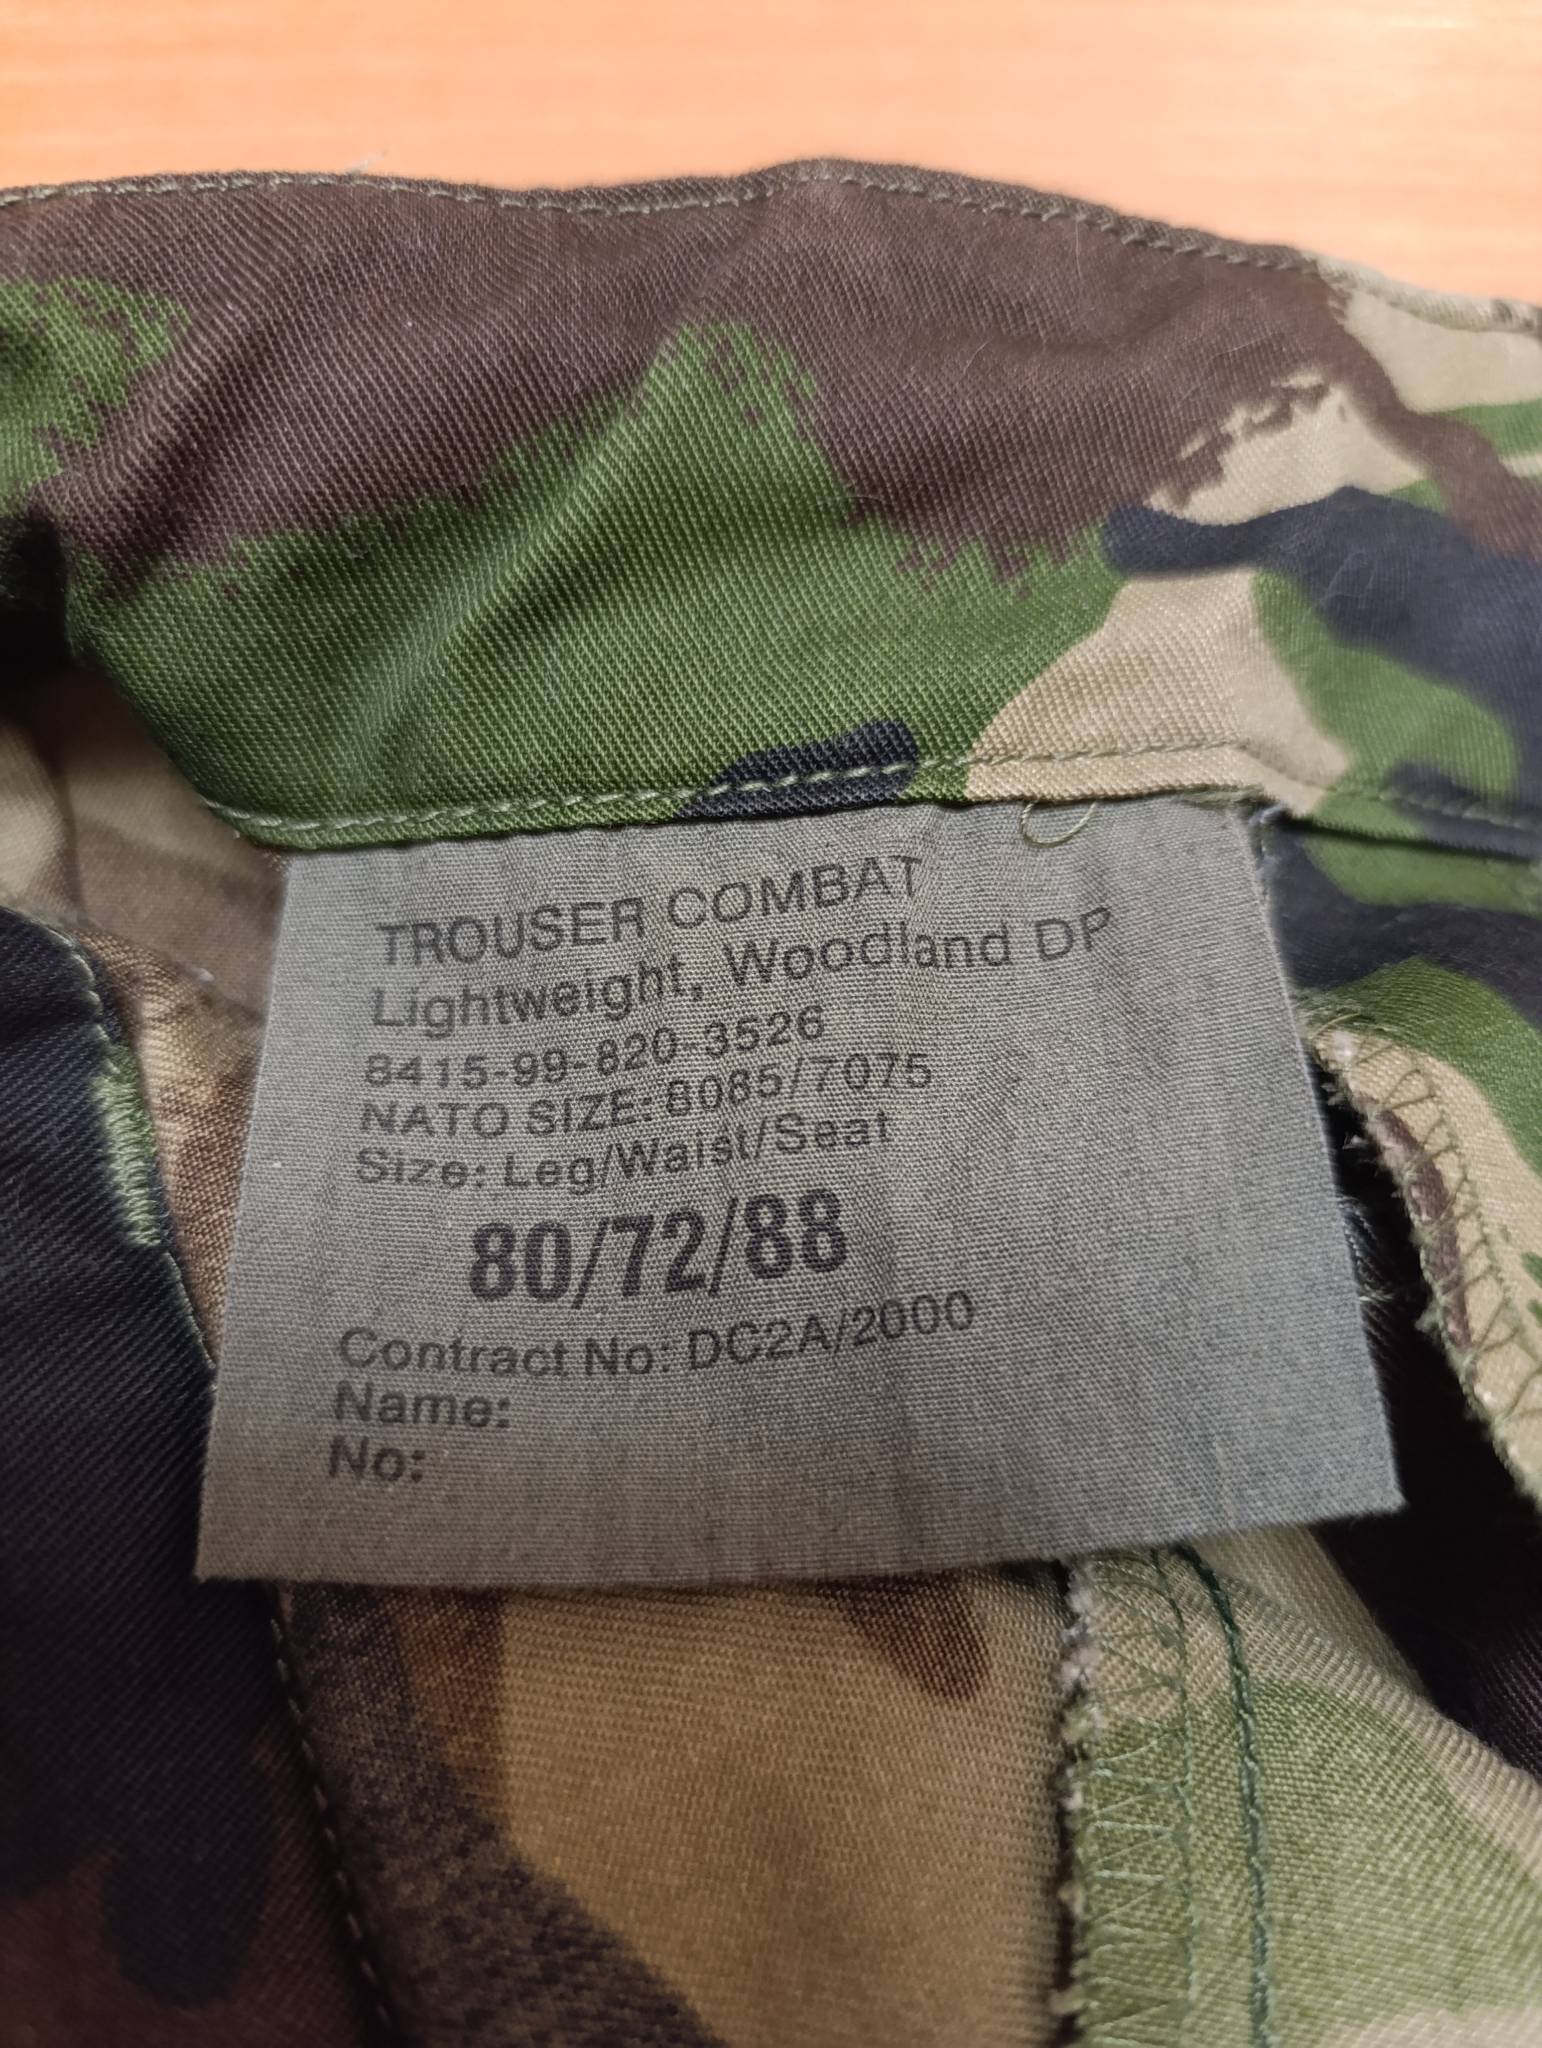 TROUSER COMBAT
Lightweight, Woodland DP
8415-99-820-3526
NATO SIZE: 8085/7075
Size: Leg/Waist/Seat
80/72/88
Contract No: DC2A/2000
Name:
No: